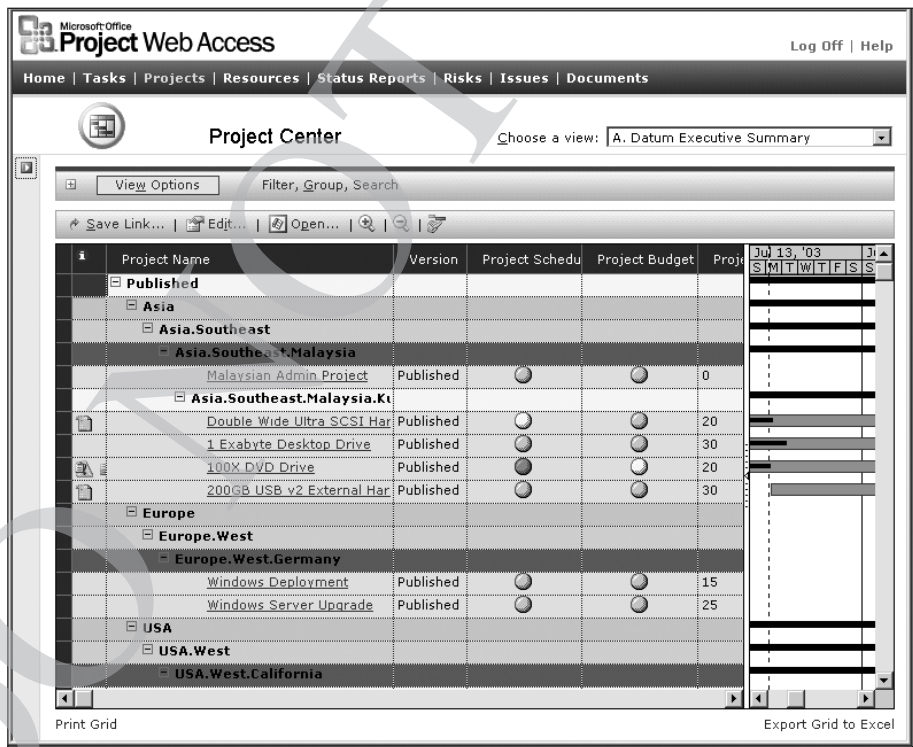 Microsoft Office
Project Web Access
Log Off | Help
Home | Tasks | Projects | Resources | Status Reports | Risks | Issues | Documents
Project Center
Choose a view: A. Datum Executive Summary
View Options Filter, Group, Search
Save Link... | Edit... | Open... |
Project Name Version Project Schedu Project Budget Proje Jul 13, '03 Ju
S M T W T F S S
Published
Asia
Asia.Southeast
Asia.Southeast.Malaysia
Malaysian Admin Project Published 0
Asia.Southeast.Malaysia.Ku
Double Wide Ultra SCSI Har Published 20
1 Exabyte Desktop Drive Published 30
100X DVD Drive Published 20
200GB USB v2 External Har Published 30
Europe
Europe.West
Europe.West.Germany
Windows Deployment Published 15
Windows Server Upgrade Published 25
USA
USA.West
USA.West.California
Print Grid Export Grid to Excel